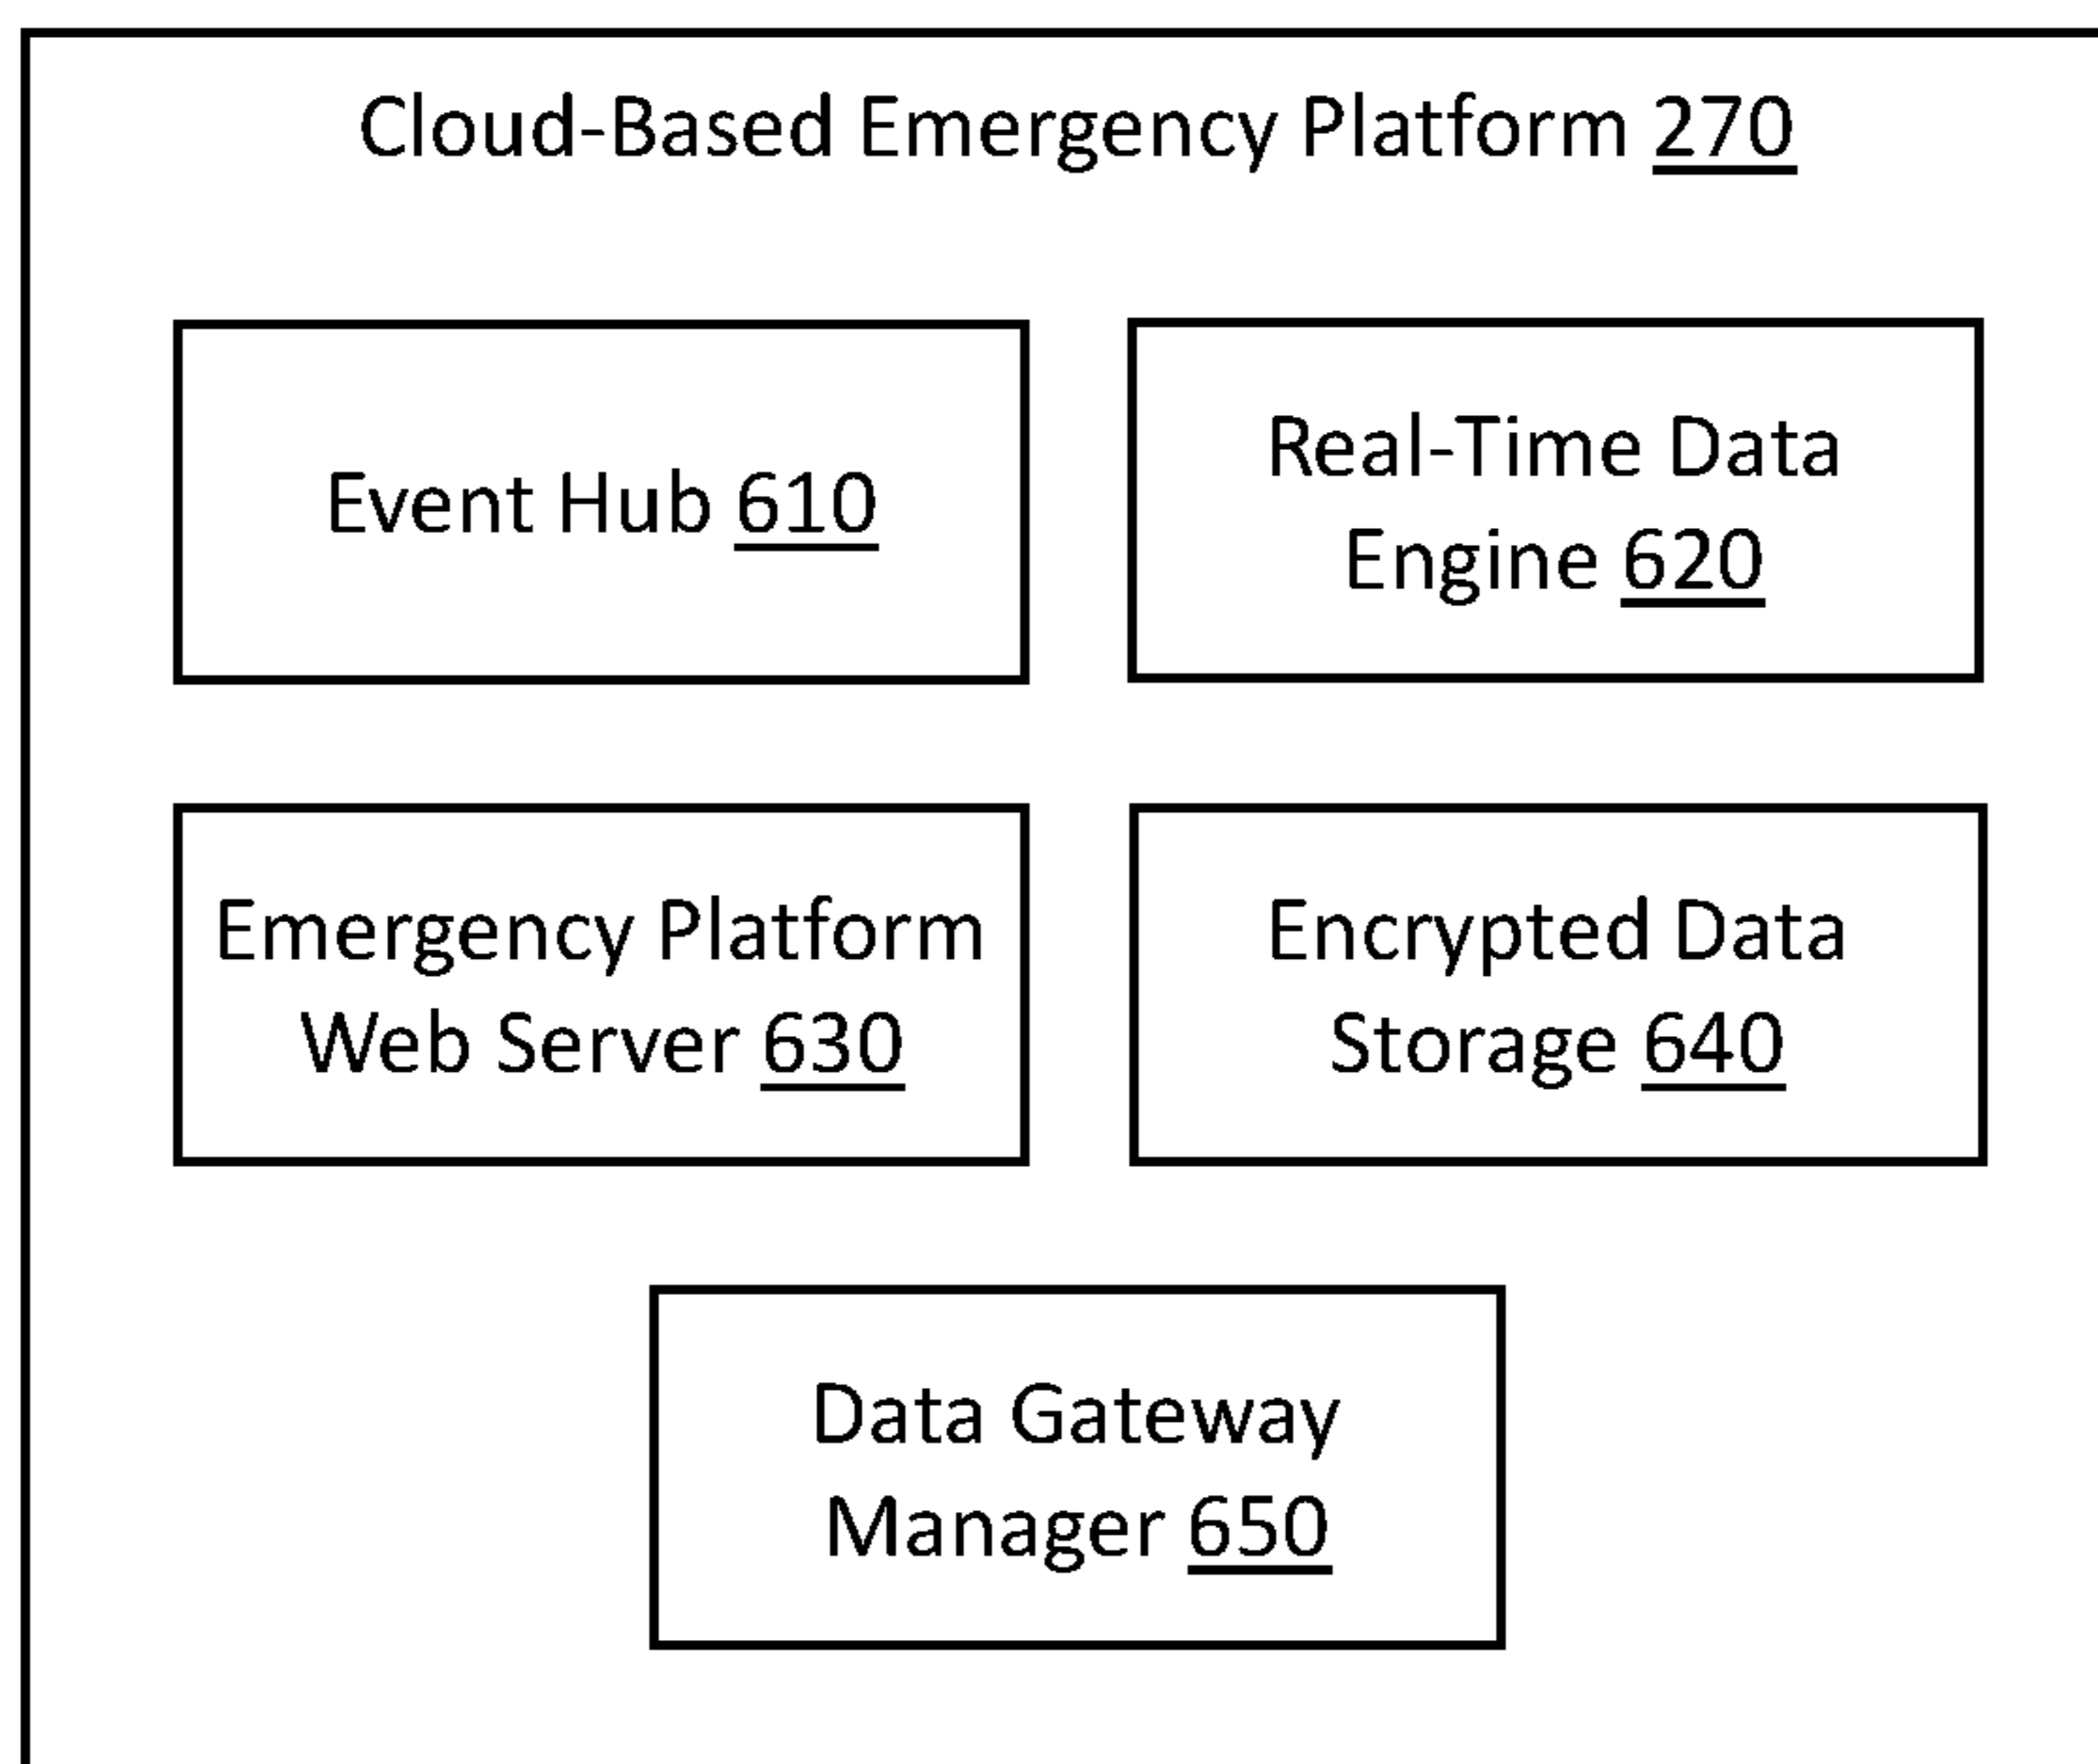 Cloud-Based Emergency Platform 270
Event Hub 610
Real-Time Data
Engine 620
Emergency Platform
Web Server 630
Encrypted Data
Storage 640
Data Gateway
Manager 650